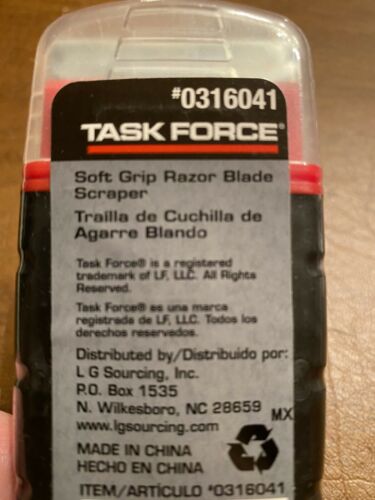 #0316041
TASK FORCE®
Soft Grip Razor Blade
Scraper
Trailla de Cuchilla de
Agarre Blando
Task Force® is a registered
trademark of LF, LLC. All Rights
Reserved.
Task Force® es una marca
registrada de LF, LLC. Todos los
derechos reservados.
Distributed by/Distribuido por:
L G Sourcing, Inc.
P.O. Box 1535
N. Wilkesboro, NC 28659 MX
www.lgsourcing.com
MADE IN CHINA
HECHO EN CHINA
ITEM/ARTÍCULO #0316041